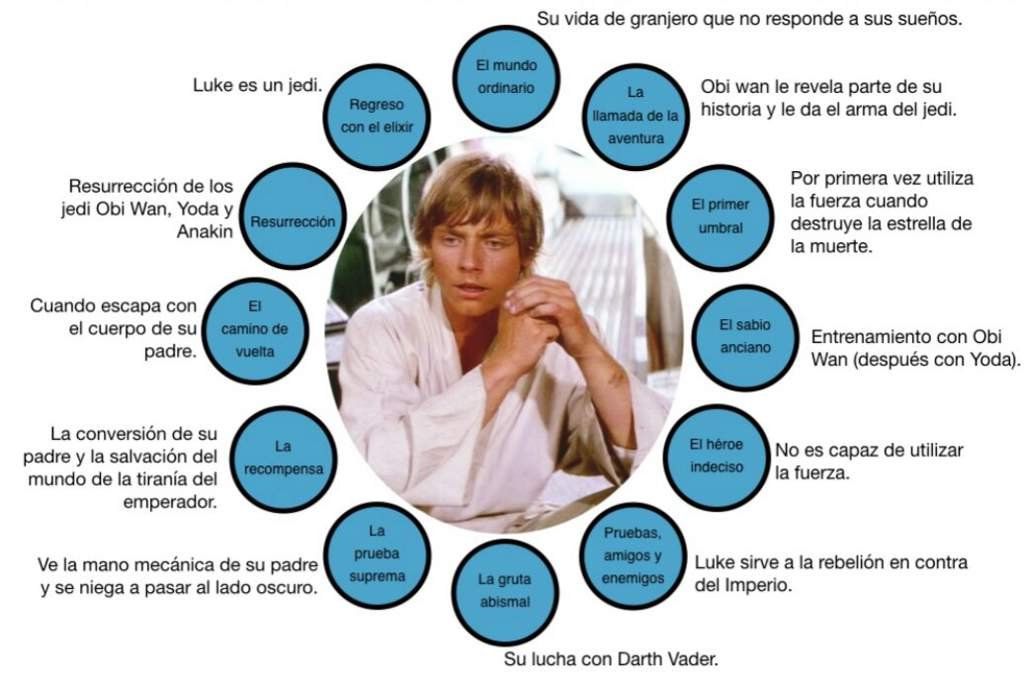 Su vida de granjero que no responde a sus sueños.
El mundo
ordinario
La
llamada de la
aventura
Obi wan le revela parte de su
historia y le da el arma del jedi.
El primer
umbral
Por primera vez utiliza
la fuerza cuando
destruye la estrella de
la muerte.
El sabio
anciano
Entrenamiento con Obi
Wan (después con Yoda).
El héroe
indeciso
No es capaz de utilizar
la fuerza.
Pruebas,
amigos y
enemigos
Luke sirve a la rebelión en contra
del Imperio.
La gruta
abismal
Su lucha con Darth Vader.
La
prueba
suprema
Ve la mano mecánica de su padre
y se niega a pasar al lado oscuro.
La
recompensa
La conversión de su
padre y la salvación del
mundo de la tiranía del
emperador.
El
camino de
vuelta
Cuando escapa con
el cuerpo de su
padre.
Resurrección
Resurrección de los
jedi Obi Wan, Yoda y
Anakin
Regreso
con el elixir
Luke es un jedi.